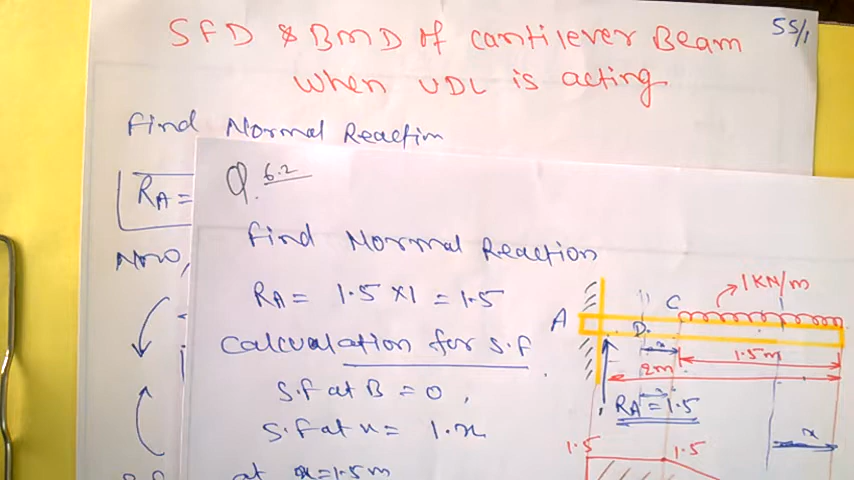 SFD & BMD of cantilever Beam
55/1
when UDL is acting
Find Normal Reaction
RA =
Now,
Q. 6.2
Find Normal Reaction
RA = 1.5 × 1 = 1.5
Calculation for S.F
S.F at B = 0,
S.F at x = 1.x
at x = 1.5m
1 KN/m
C
A
D
x
1.5m
2m
x
RA = 1.5
x
1.5
1.5